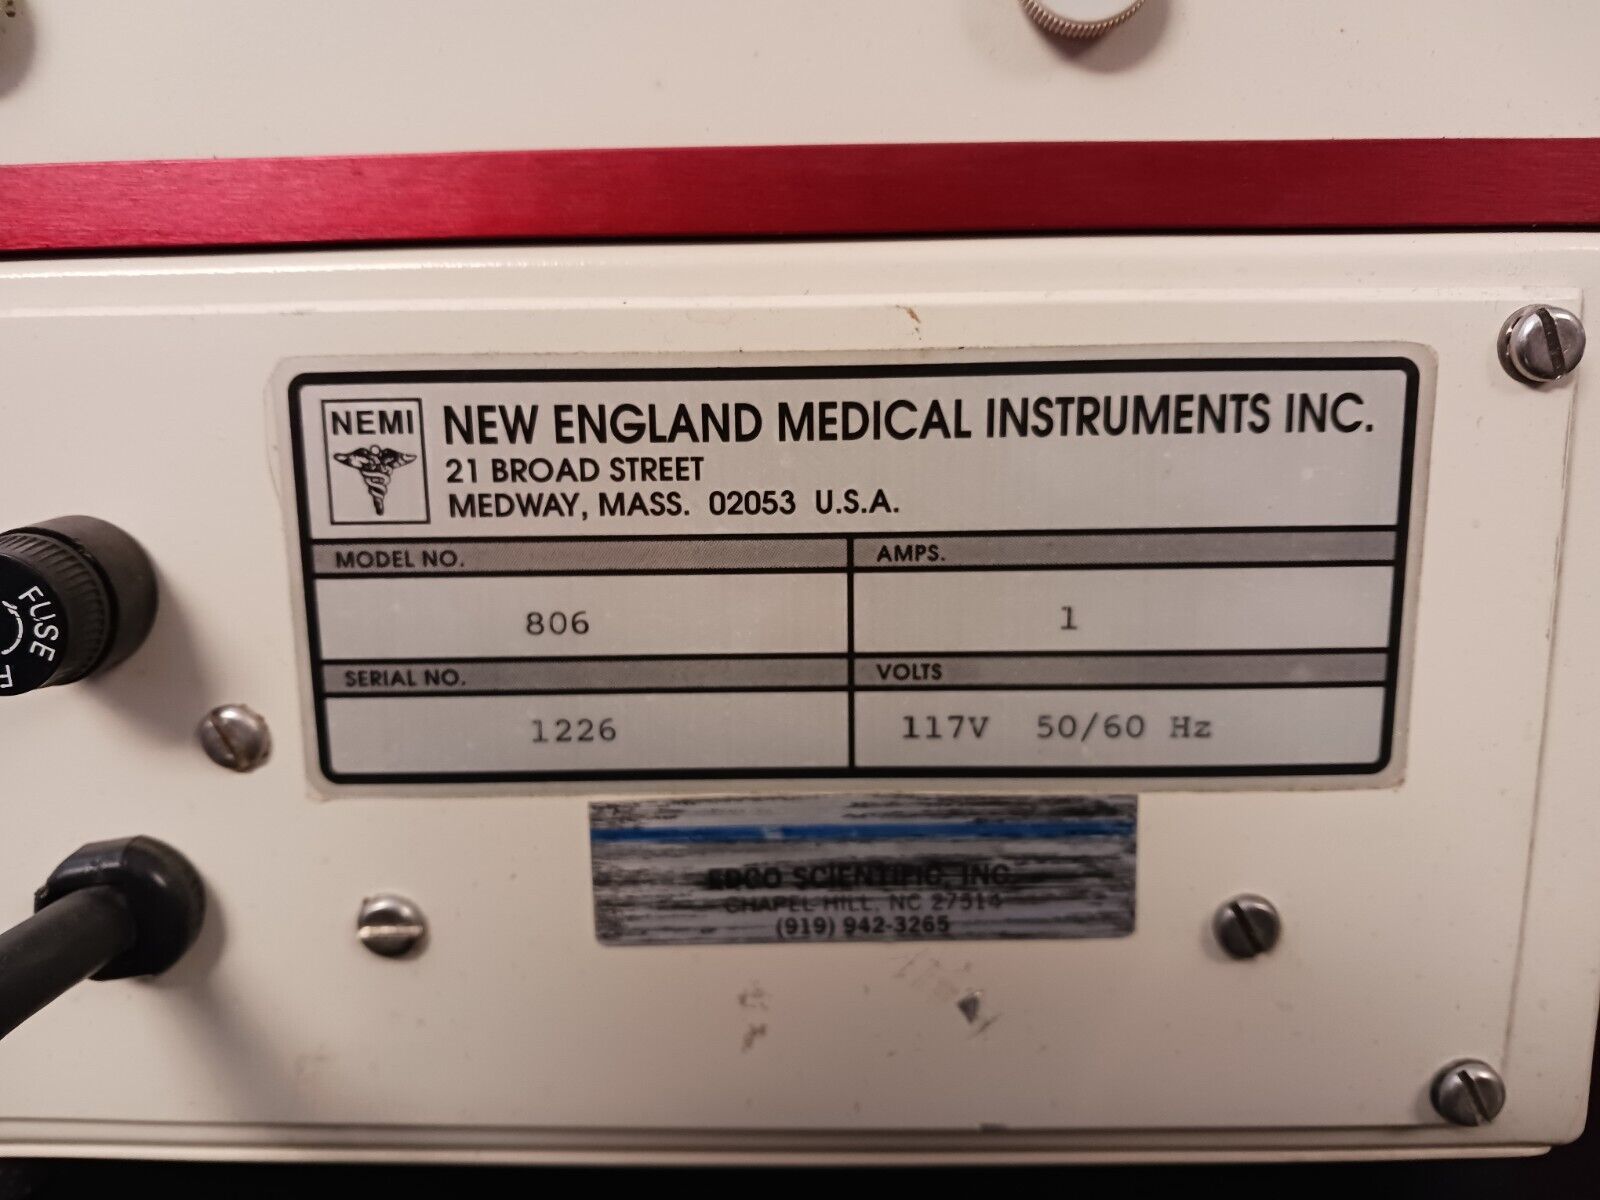 NEMI
NEW ENGLAND MEDICAL INSTRUMENTS INC.
21 BROAD STREET
MEDWAY, MASS. 02053 U.S.A.
MODEL NO.
806
AMPS.
1
SERIAL NO.
1226
VOLTS
117V 50/60 Hz
FUSE
EDCO SCIENTIFIC, INC.
CHAPEL HILL, NC 27514
(919) 942-3265